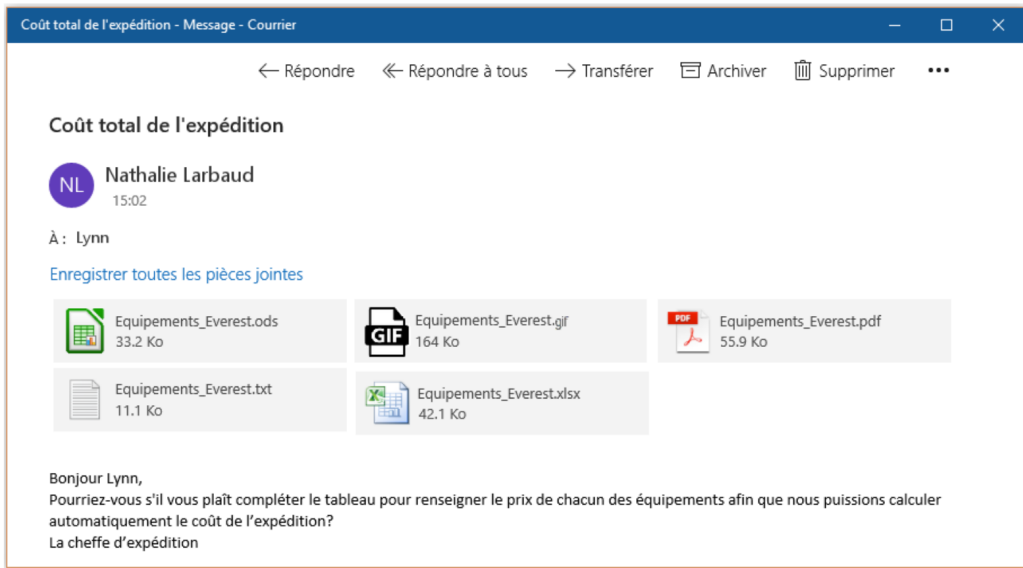 Coût total de l'expédition - Message - Courrier
Répondre Répondre à tous Transférer Archiver Supprimer
Coût total de l'expédition
NL
Nathalie Larbaud
15:02
À : Lynn
Enregistrer toutes les pièces jointes
Equipements_Everest.ods
33.2 Ko
GIF
Equipements_Everest.gif
164 Ko
PDF
Equipements_Everest.pdf
55.9 Ko
Equipements_Everest.txt
11.1 Ko
Equipements_Everest.xlsx
42.1 Ko
Bonjour Lynn,
Pourriez-vous s'il vous plaît compléter le tableau pour renseigner le prix de chacun des équipements afin que nous puissions calculer
automatiquement le coût de l’expédition?
La cheffe d’expédition